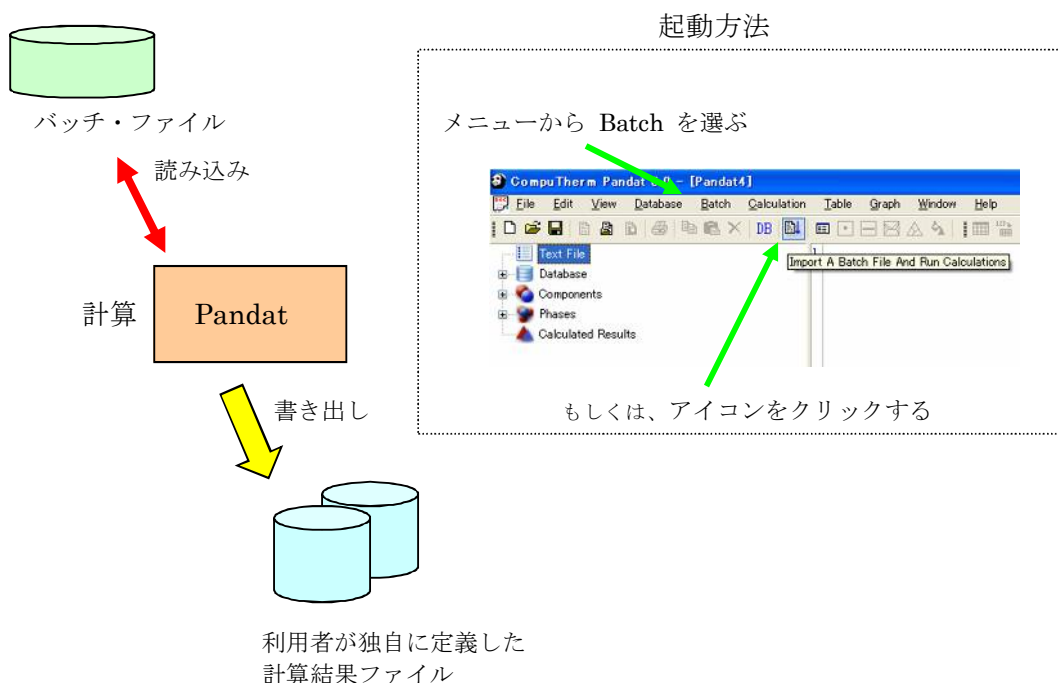 起動方法
バッチ・ファイル
読み込み
計算
Pandat
書き出し
利用者が独自に定義した
計算結果ファイル
メニューから Batch を選ぶ
CompuTherm Pandat - [Pandat4]
File Edit View Database Batch Calculation Table Graph Window Help
DB
Text File
1
Import A Batch File And Run Calculations
Database
Components
Phases
Calculated Results
もしくは、アイコンをクリックする